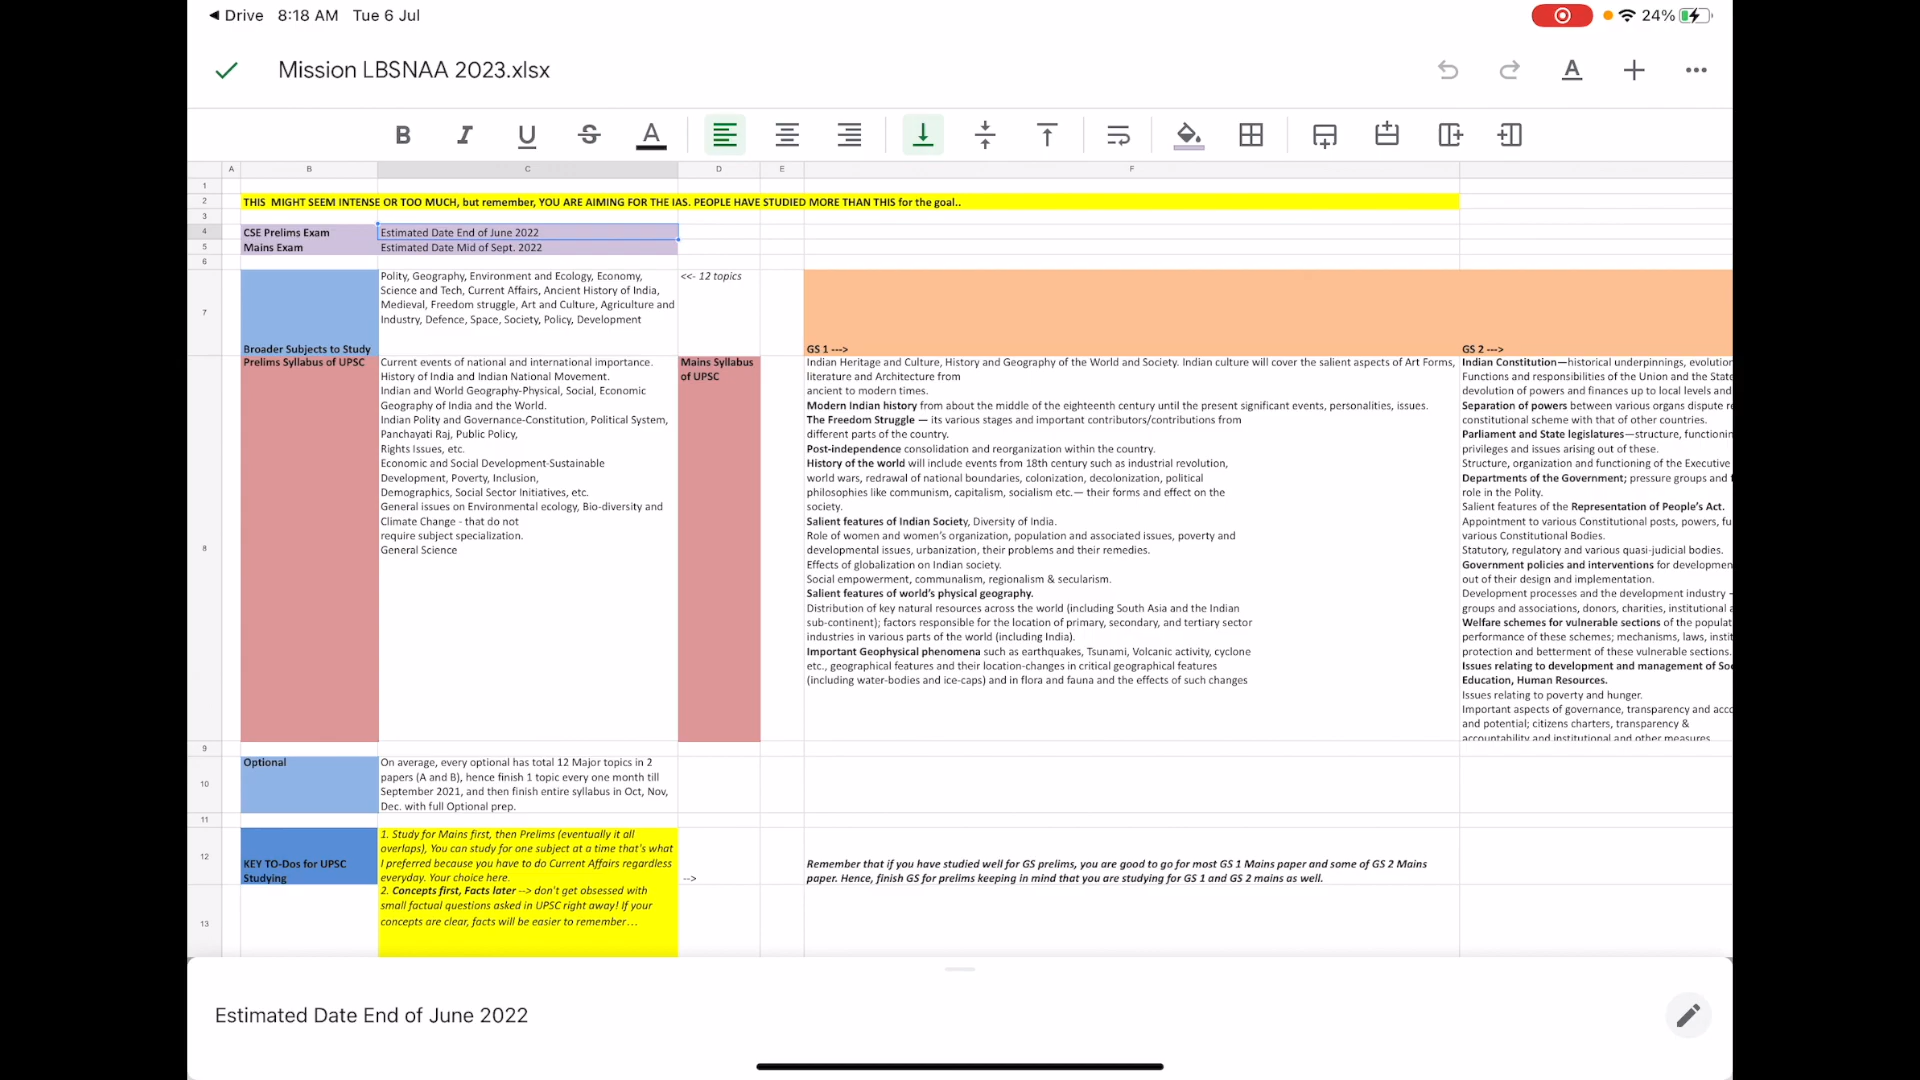 Drive 8:18 AM Tue 6 Jul
24%
Mission LBSNAA 2023.xlsx
B I U S A
A B C D E F
1
2 THIS MIGHT SEEM INTENSE OR TOO MUCH, but remember, YOU ARE AIMING FOR THE IAS. PEOPLE HAVE STUDIED MORE THAN THIS for the goal..
3
4 CSE Prelims Exam Estimated Date End of June 2022
5 Mains Exam Estimated Date Mid of Sept. 2022
6
7
Broader Subjects to Study
Polity, Geography, Environment and Ecology, Economy,
Science and Tech, Current Affairs, Ancient History of India,
Medieval, Freedom struggle, Art and Culture, Agriculture and
Industry, Defence, Space, Society, Policy, Development
<<- 12 topics
GS 1 --->
GS 2 --->
8
Prelims Syllabus of UPSC
Current events of national and international importance.
History of India and Indian National Movement.
Indian and World Geography-Physical, Social, Economic
Geography of India and the World.
Indian Polity and Governance-Constitution, Political System,
Panchayati Raj, Public Policy,
Rights Issues, etc.
Economic and Social Development-Sustainable
Development, Poverty, Inclusion,
Demographics, Social Sector Initiatives, etc.
General issues on Environmental ecology, Bio-diversity and
Climate Change - that do not
require subject specialization.
General Science
Mains Syllabus
of UPSC
Indian Heritage and Culture, History and Geography of the World and Society. Indian culture will cover the salient aspects of Art Forms,
literature and Architecture from
ancient to modern times.
Modern Indian history from about the middle of the eighteenth century until the present significant events, personalities, issues.
The Freedom Struggle — its various stages and important contributors/contributions from
different parts of the country.
Post-independence consolidation and reorganization within the country.
History of the world will include events from 18th century such as industrial revolution,
world wars, redrawal of national boundaries, colonization, decolonization, political
philosophies like communism, capitalism, socialism etc.— their forms and effect on the
society.
Salient features of Indian Society, Diversity of India.
Role of women and women's organization, population and associated issues, poverty and
developmental issues, urbanization, their problems and their remedies.
Effects of globalization on Indian society.
Social empowerment, communalism, regionalism & secularism.
Salient features of world's physical geography.
Distribution of key natural resources across the world (including South Asia and the Indian
sub-continent); factors responsible for the location of primary, secondary, and tertiary sector
industries in various parts of the world (including India).
Important Geophysical phenomena such as earthquakes, Tsunami, Volcanic activity, cyclone
etc., geographical features and their location-changes in critical geographical features
(including water-bodies and ice-caps) and in flora and fauna and the effects of such changes
Indian Constitution—historical underpinnings, evolution
Functions and responsibilities of the Union and the State
devolution of powers and finances up to local levels and
Separation of powers between various organs dispute
constitutional scheme with that of other countries.
Parliament and State legislatures—structure,
privileges and issues arising out of these.
Structure, organization and functioning of the Executive
Departments of the Government; pressure groups and
role in the Polity.
Salient features of the Representation of People's Act.
Appointment to various Constitutional posts, powers,
various Constitutional Bodies.
Statutory, regulatory and various quasi-judicial bodies.
Government policies and interventions for
out of their design and implementation.
Development processes and the development industry
groups and associations, donors, charities, institutional
Welfare schemes for vulnerable sections of the
performance of these schemes; mechanisms, laws,
protection and betterment of these vulnerable sections.
Issues relating to development and management of
Education, Human Resources.
Issues relating to poverty and hunger.
Important aspects of governance, transparency and
and potential; citizens charters, transparency &
accountability and institutional and other measures
9
10
Optional
On average, every optional has total 12 Major topics in 2
papers (A and B), hence finish 1 topic every one month till
September 2021, and then finish entire syllabus in Oct, Nov,
Dec. with full Optional prep.
11
12
KEY TO-Dos for UPSC
Studying
1. Study for Mains first, then Prelims (eventually it all
overlaps), You can study for one subject at a time that's what
I preferred because you have to do Current Affairs regardless
everyday. Your choice here.
-->
Remember that if you have studied well for GS prelims, you are good to go for most GS 1 Mains paper and some of GS 2 Mains
paper. Hence, finish GS for prelims keeping in mind that you are studying for GS 1 and GS 2 mains as well.
13
2. Concepts first, Facts later --> don't get obsessed with
small factual questions asked in UPSC right away! If your
concepts are clear, facts will be easier to remember...
Estimated Date End of June 2022